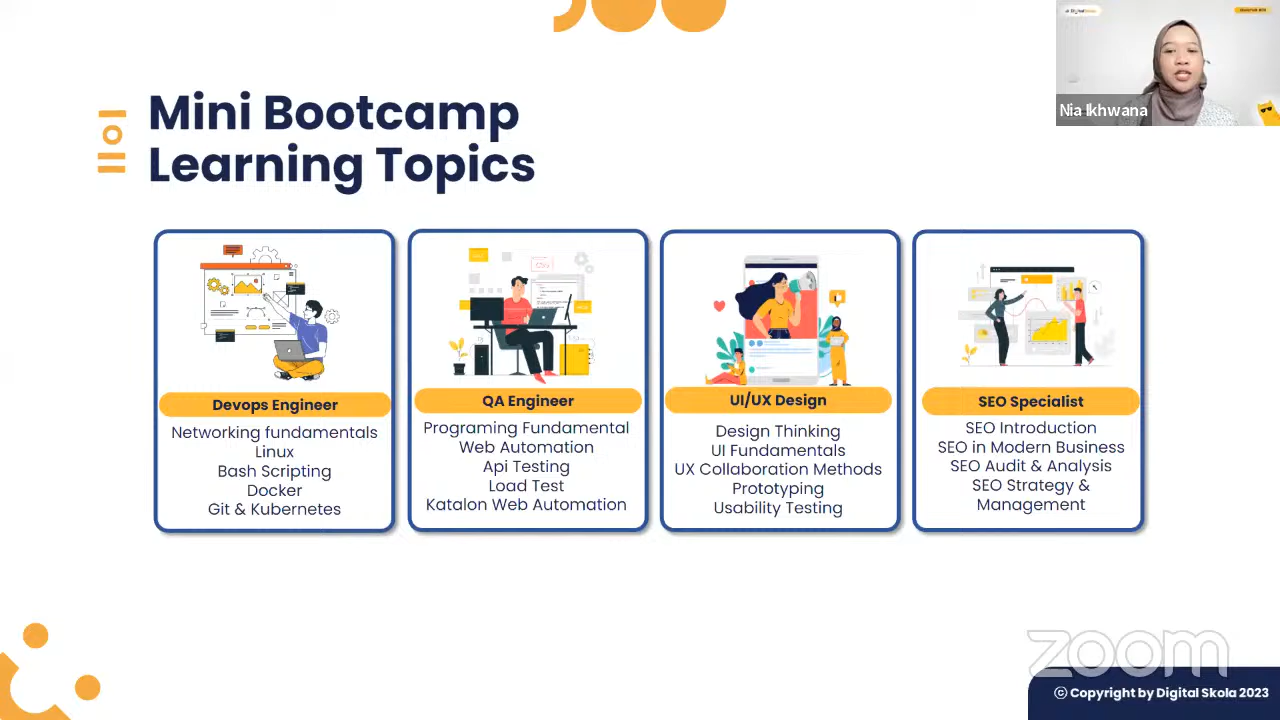 Mini Bootcamp
Learning Topics
Nia Ikhwana
Devops Engineer
Networking fundamentals
Linux
Bash Scripting
Docker
Git & Kubernetes
QA Engineer
Programing Fundamental
Web Automation
Api Testing
Load Test
Katalon Web Automation
UI/UX Design
Design Thinking
UI Fundamentals
UX Collaboration Methods
Prototyping
Usability Testing
SEO Specialist
SEO Introduction
SEO in Modern Business
SEO Audit & Analysis
SEO Strategy &
Management
zoom
© Copyright by Digital Skola 2023